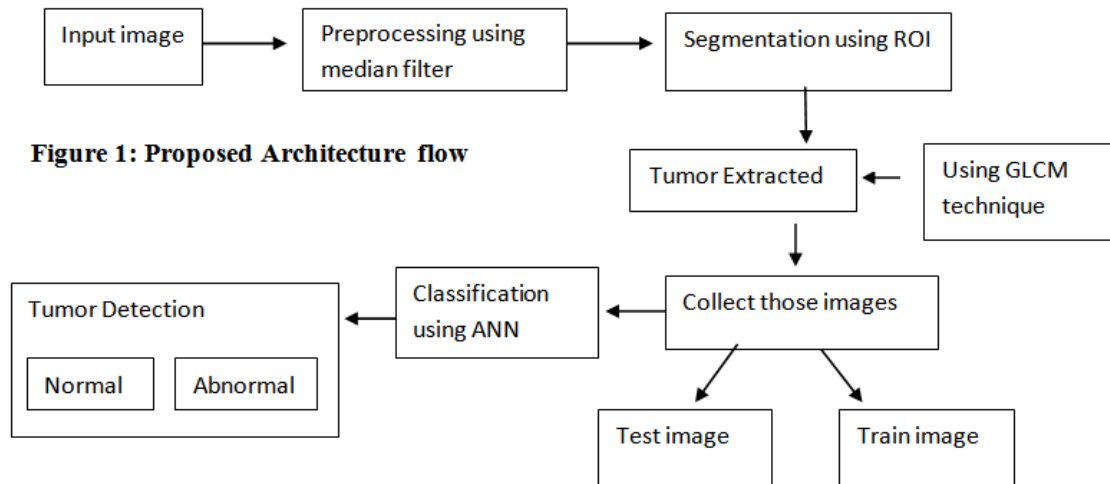 Input image
Preprocessing using
median filter
Segmentation using ROI
Figure 1: Proposed Architecture flow
Tumor Extracted
Using GLCM
technique
Collect those images
Classification
using ANN
Tumor Detection
Normal
Abnormal
Test image
Train image